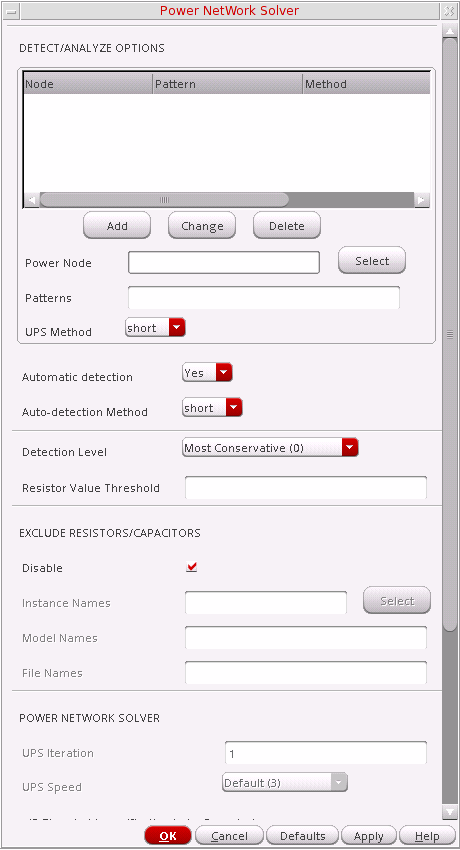 Power NetWork Solver
DETECT/ANALYZE OPTIONS
Node Pattern Method
Add Change Delete
Power Node Select
Patterns
UPS Method short
Automatic detection Yes
Auto-detection Method short
Detection Level Most Conservative (0)
Resistor Value Threshold
EXCLUDE RESISTORS/CAPACITORS
Disable
Instance Names Select
Model Names
File Names
POWER NETWORK SOLVER
UPS Iteration 1
UPS Speed Default (3)
OK Cancel Defaults Apply Help